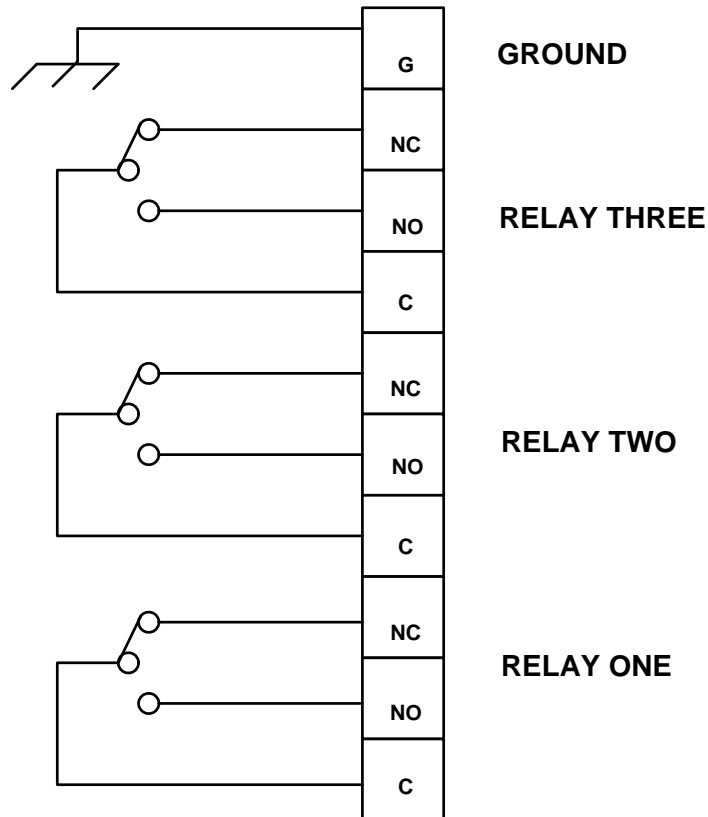 G GROUND
NC
NO RELAY THREE
C
NC
NO RELAY TWO
C
NC
NO RELAY ONE
C